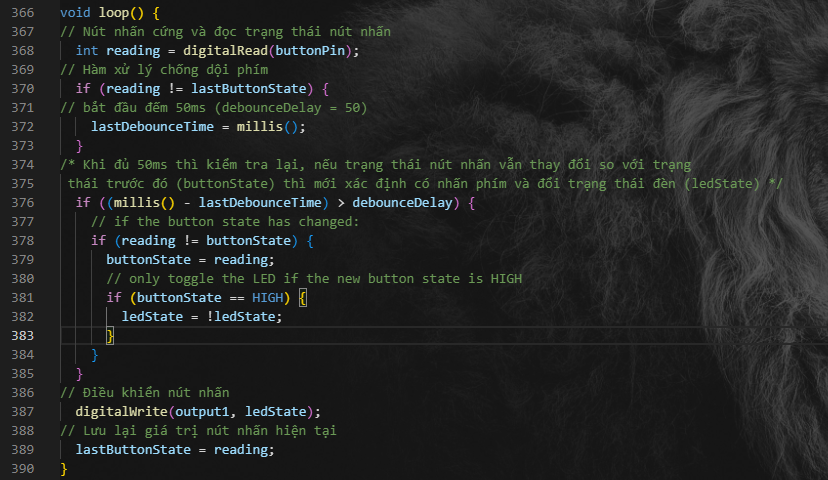 366 void loop() {
367 // Nút nhấn cứng và đọc trạng thái nút nhấn
368 int reading = digitalRead(buttonPin);
369 // Hàm xử lý chống dội phím
370 if (reading != lastButtonState) {
371 // bắt đầu đếm 50ms (debounceDelay = 50)
372 lastDebounceTime = millis();
373 }
374 /* Khi đủ 50ms thì kiểm tra lại, nếu trạng thái nút nhấn vẫn thay đổi so với trạng
375 thái trước đó (buttonState) thì mới xác định có nhấn phím và đổi trạng thái đèn (ledState) */
376 if ((millis() - lastDebounceTime) > debounceDelay) {
377 // if the button state has changed:
378 if (reading != buttonState) {
379 buttonState = reading;
380 // only toggle the LED if the new button state is HIGH
381 if (buttonState == HIGH) {
382 ledState = !ledState;
383 }
384 }
385 }
386 // Điều khiển nút nhấn
387 digitalWrite(output1, ledState);
388 // Lưu lại giá trị nút nhấn hiện tại
389 lastButtonState = reading;
390 }